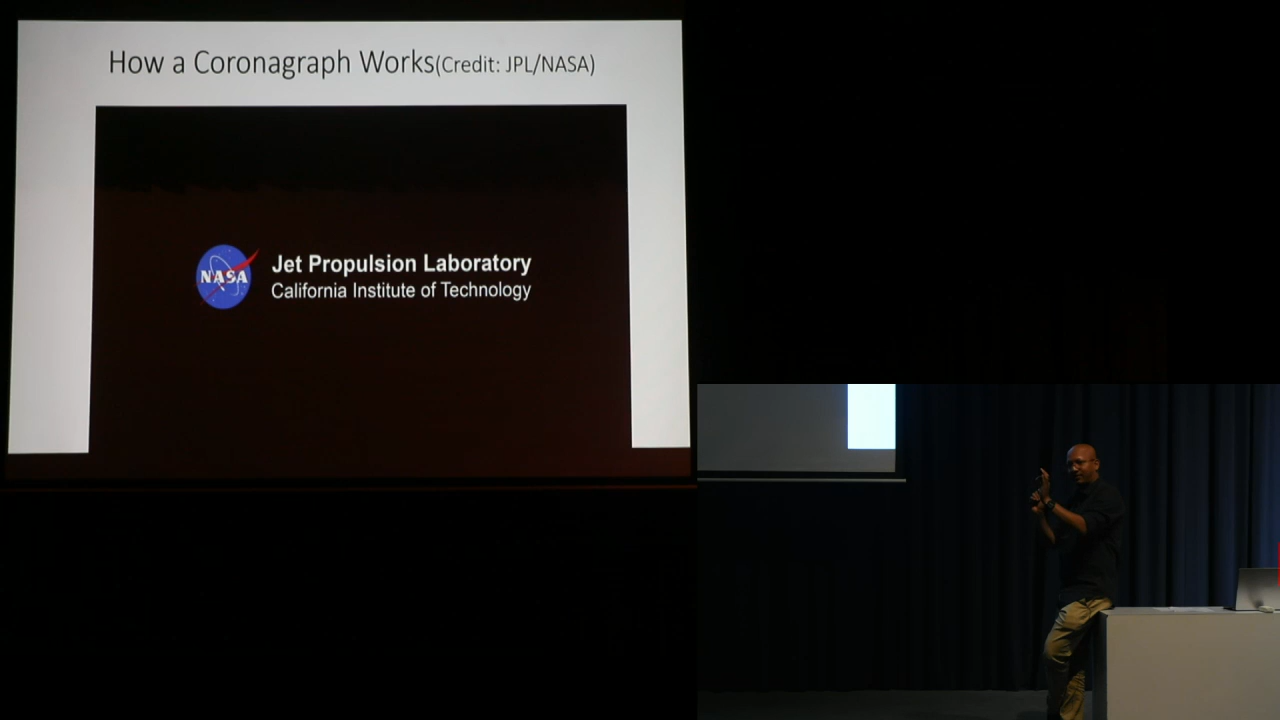 How a Coronagraph Works(Credit: JPL/NASA)
NASA
Jet Propulsion Laboratory
California Institute of Technology